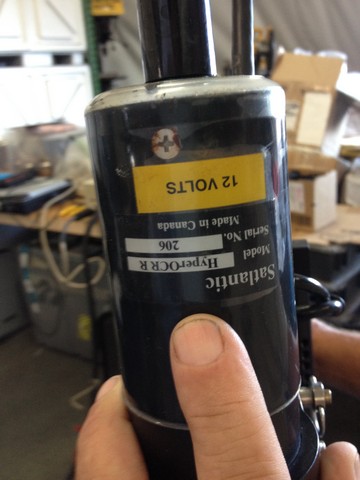 Satlantic
Model HyperOCR R
Serial No. 206
Made in Canada
12 VOLTS